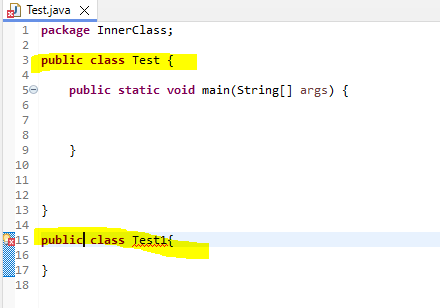 Test.java
1 package InnerClass;
2
3 public class Test {
4
5 public static void main(String[] args) {
6
7
8
9 }
10
11
12
13 }
14
15 public class Test1{
16
17 }
18